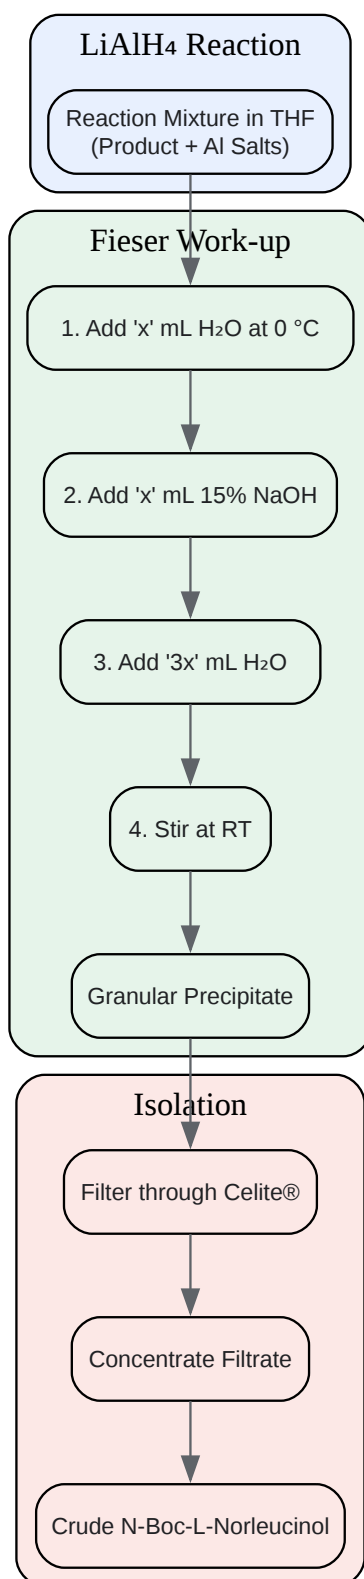 LiAlH₄ Reaction
Reaction Mixture in THF
(Product + Al Salts)
Fieser Work-up
1. Add 'x' mL H₂O at 0 °C
2. Add 'x' mL 15% NaOH
3. Add '3x' mL H₂O
4. Stir at RT
Granular Precipitate
Isolation
Filter through Celite®
Concentrate Filtrate
Crude N-Boc-L-Norleucinol